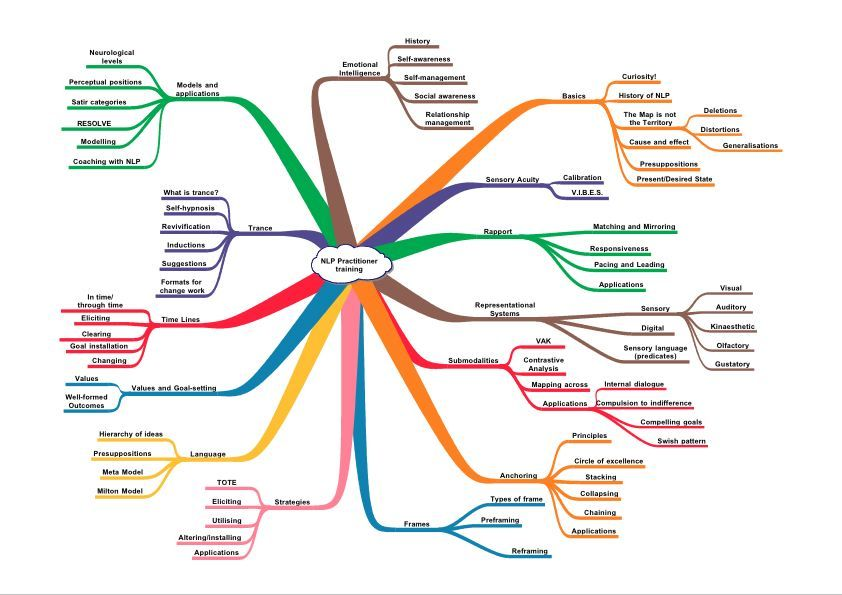 NLP Practitioner
training
Emotional
Intelligence
History
Self-awareness
Self-management
Social awareness
Relationship
management
Basics
Curiosity!
History of NLP
The Map is not
the Territory
Deletions
Distortions
Generalisations
Cause and effect
Presuppositions
Present/Desired State
Sensory Acuity
Calibration
V.I.B.E.S.
Rapport
Matching and Mirroring
Responsiveness
Pacing and Leading
Applications
Representational
Systems
Sensory
Visual
Auditory
Kinaesthetic
Olfactory
Gustatory
Digital
Sensory language
(predicates)
Submodalities
VAK
Contrastive
Analysis
Mapping across
Applications
Internal dialogue
Compulsion to indifference
Compelling goals
Swish pattern
Anchoring
Principles
Circle of excellence
Stacking
Collapsing
Chaining
Applications
Frames
Types of frame
Preframing
Reframing
Strategies
TOTE
Eliciting
Utilising
Altering/installing
Applications
Language
Hierarchy of ideas
Presuppositions
Meta Model
Milton Model
Values and Goal-setting
Values
Well-formed
Outcomes
Time Lines
In time/
through time
Eliciting
Clearing
Goal installation
Changing
Trance
What is trance?
Self-hypnosis
Revivification
Inductions
Suggestions
Formats for
change work
Models and
applications
Neurological
levels
Perceptual positions
Satir categories
RESOLVE
Modelling
Coaching with NLP